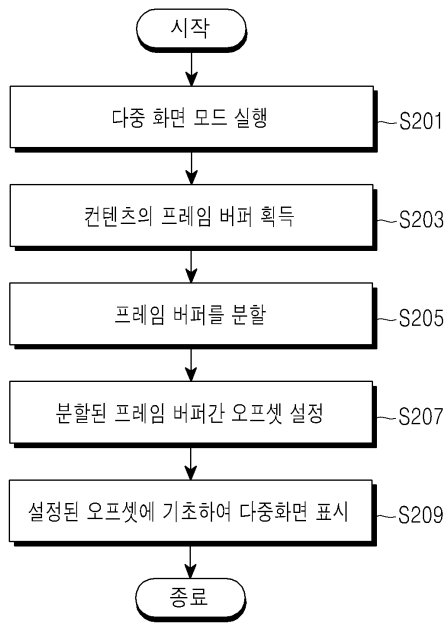 시작
다중 화면 모드 실행
S201
컨텐츠의 프레임 버퍼 획득
S203
프레임 버퍼를 분할
S205
분할된 프레임 버퍼간 오프셋 설정
S207
설정된 오프셋에 기초하여 다중화면 표시
S209
종료